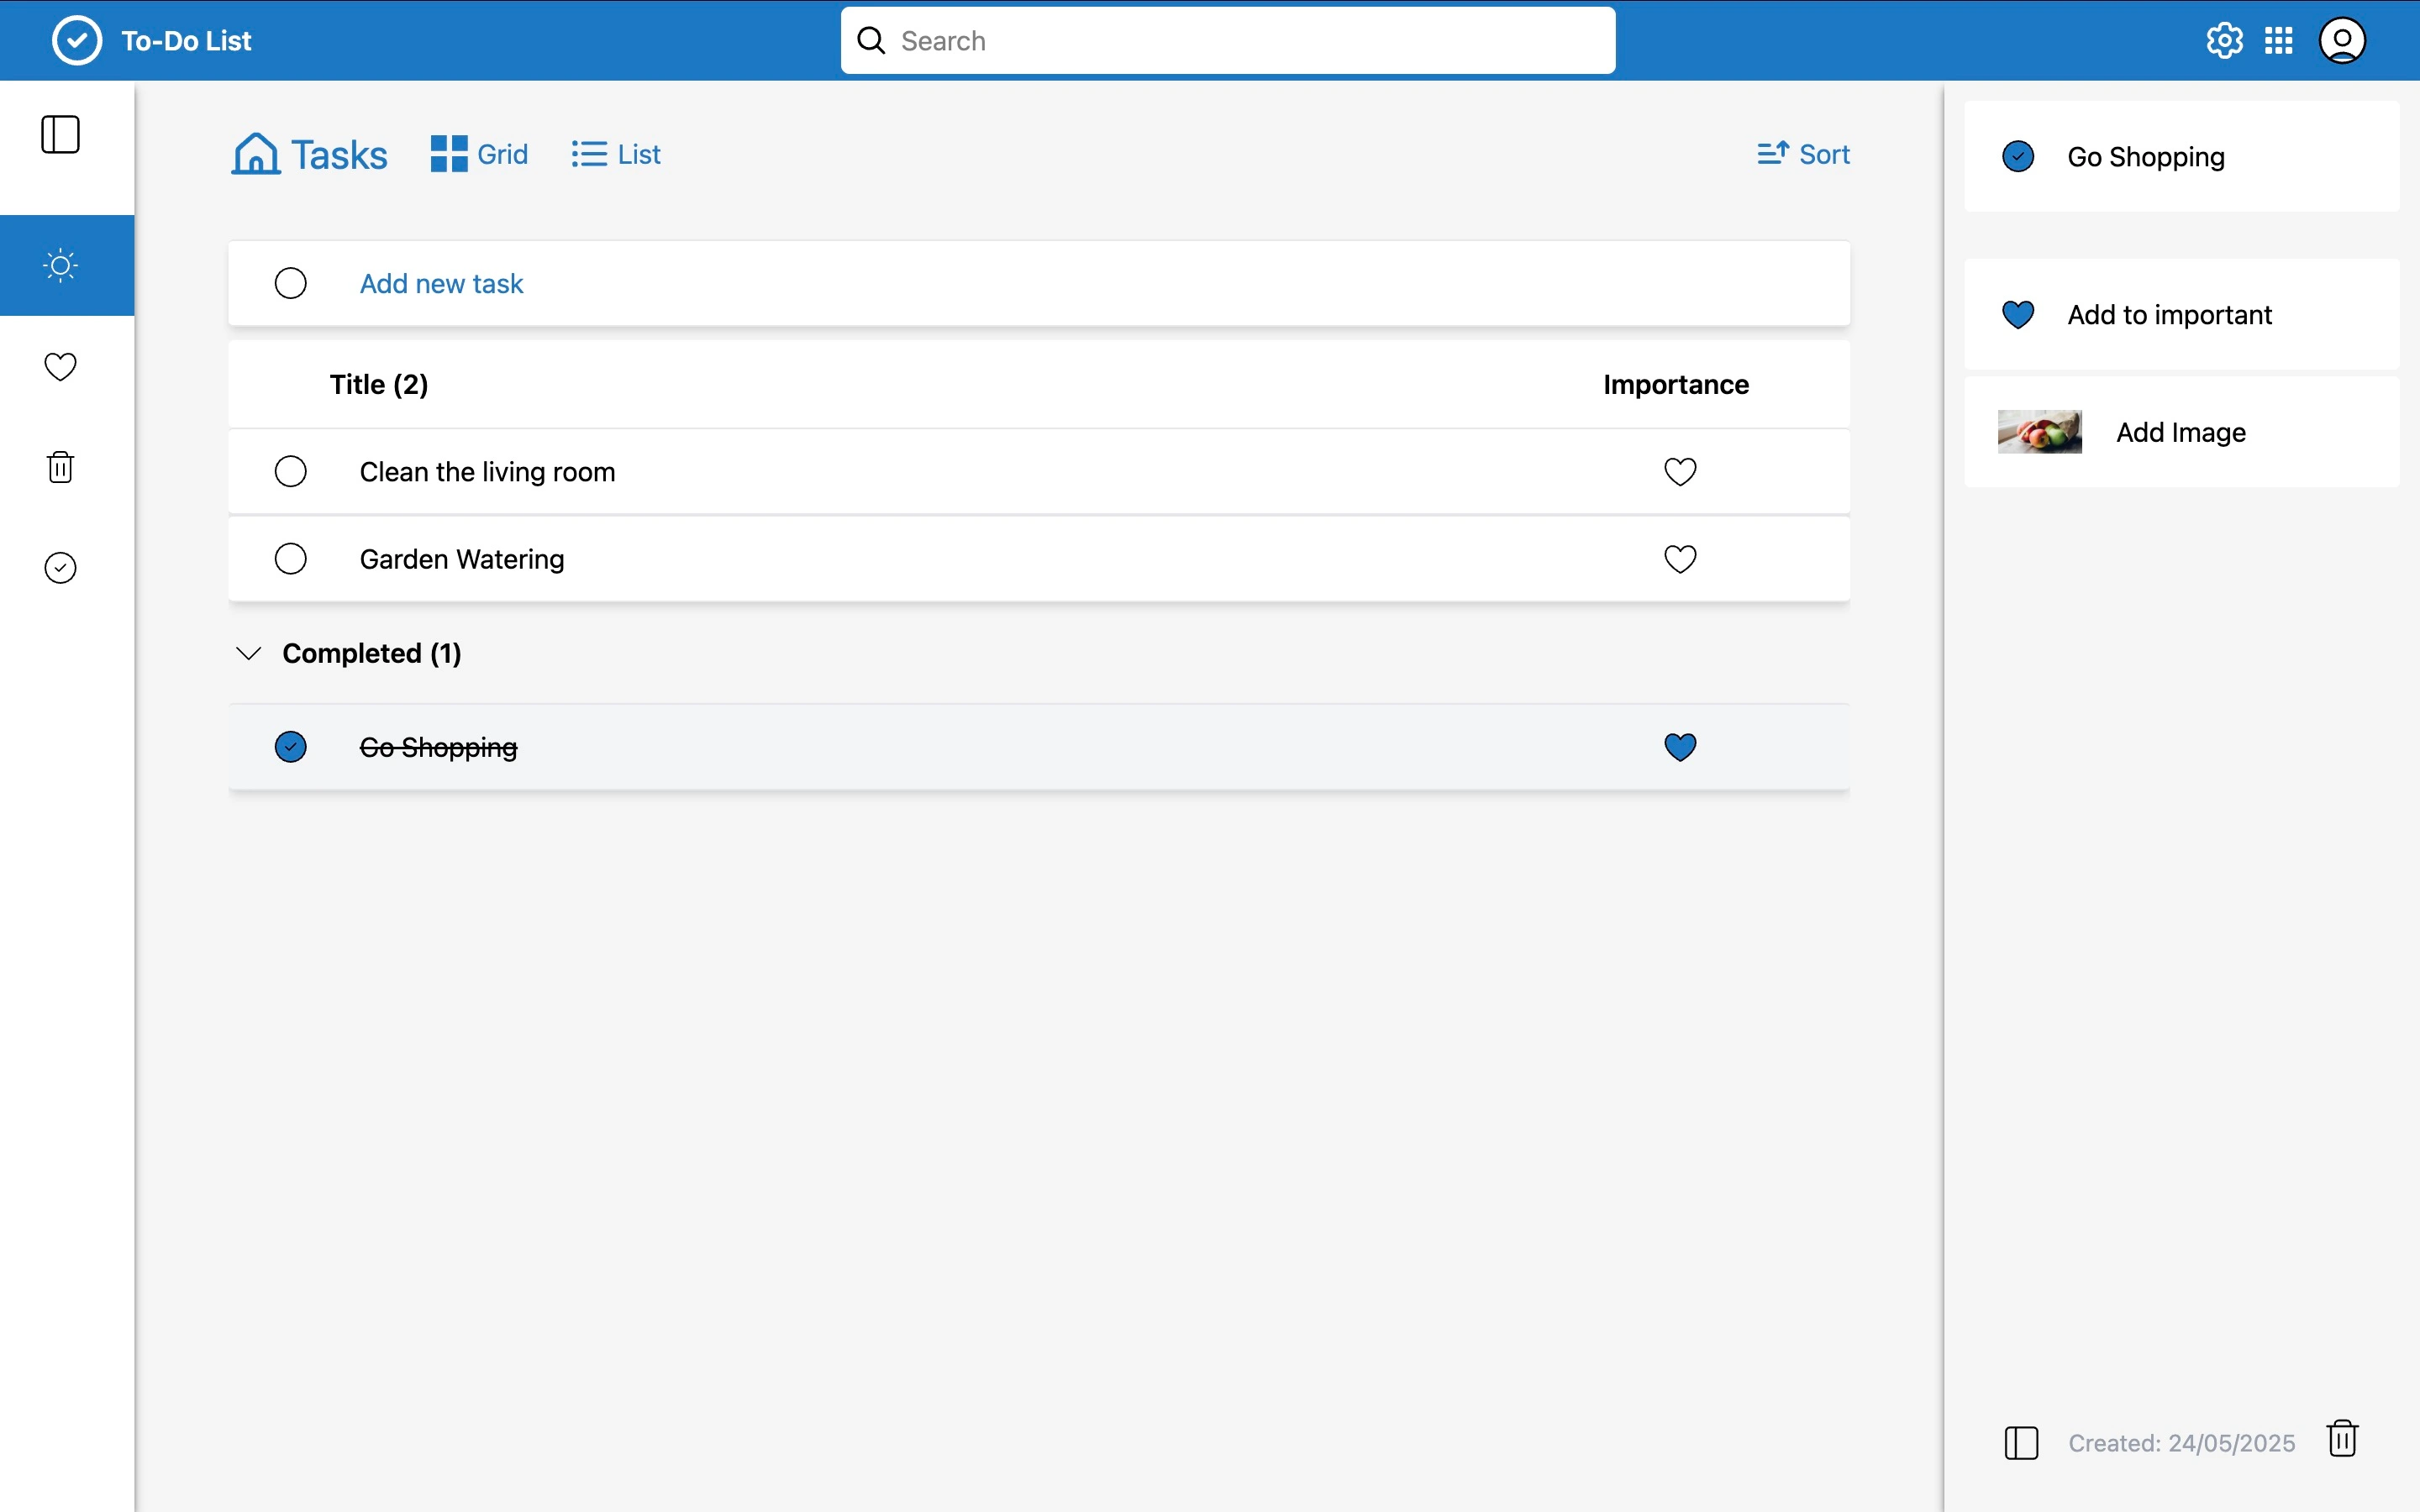 To-Do List
Search
Tasks
Grid
List
Sort
Add new task
Title (2)
Importance
Clean the living room
Garden Watering
Completed (1)
Go Shopping
Go Shopping
Add to important
Add Image
Created: 24/05/2025